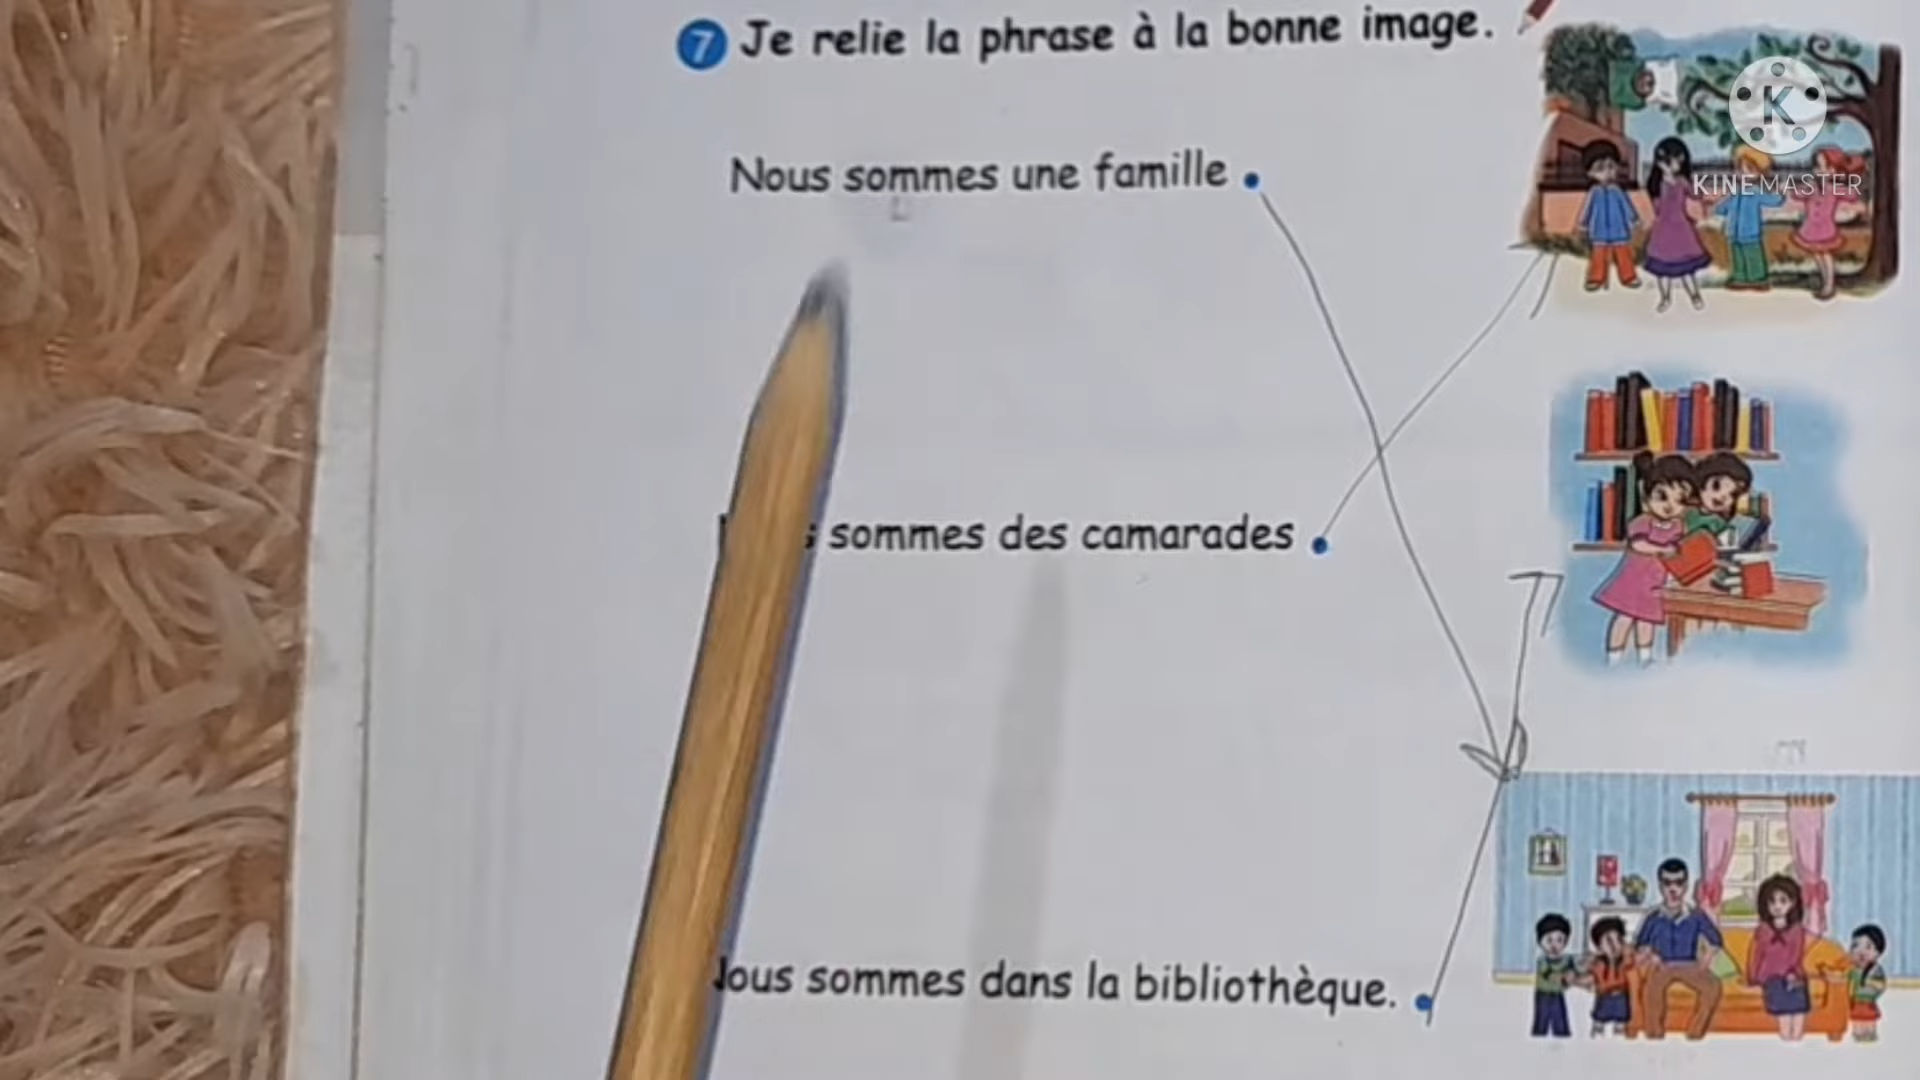 7 Je relie la phrase à la bonne image.
K
KINEMASTER
Nous sommes une famille
sommes des camarades
sommes dans la bibliothèque.